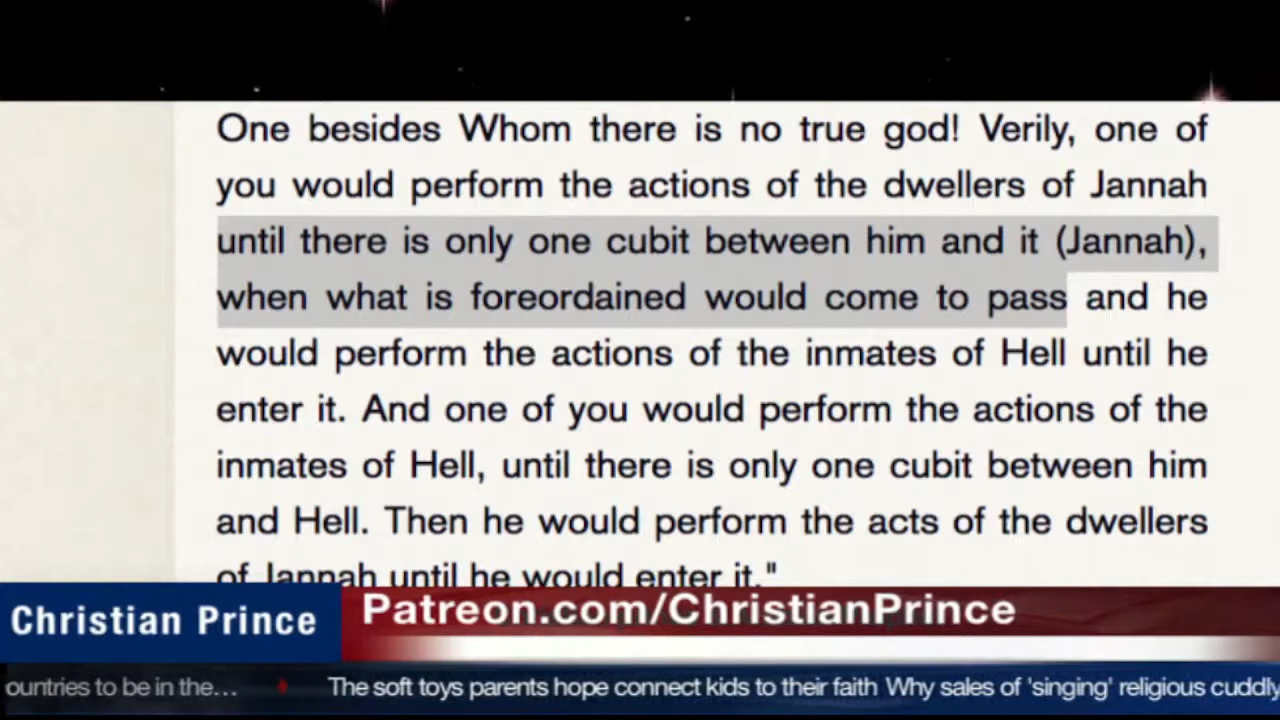 One besides Whom there is no true god! Verily, one of
you would perform the actions of the dwellers of Jannah
until there is only one cubit between him and it (Jannah),
when what is foreordained would come to pass and he
would perform the actions of the inmates of Hell until he
enter it. And one of you would perform the actions of the
inmates of Hell, until there is only one cubit between him
and Hell. Then he would perform the acts of the dwellers
of Jannah until he would enter it."
Christian Prince
Patreon.com/ChristianPrince
ountries to be in the... The soft toys parents hope connect kids to their faith Why sales of 'singing' religious cuddly